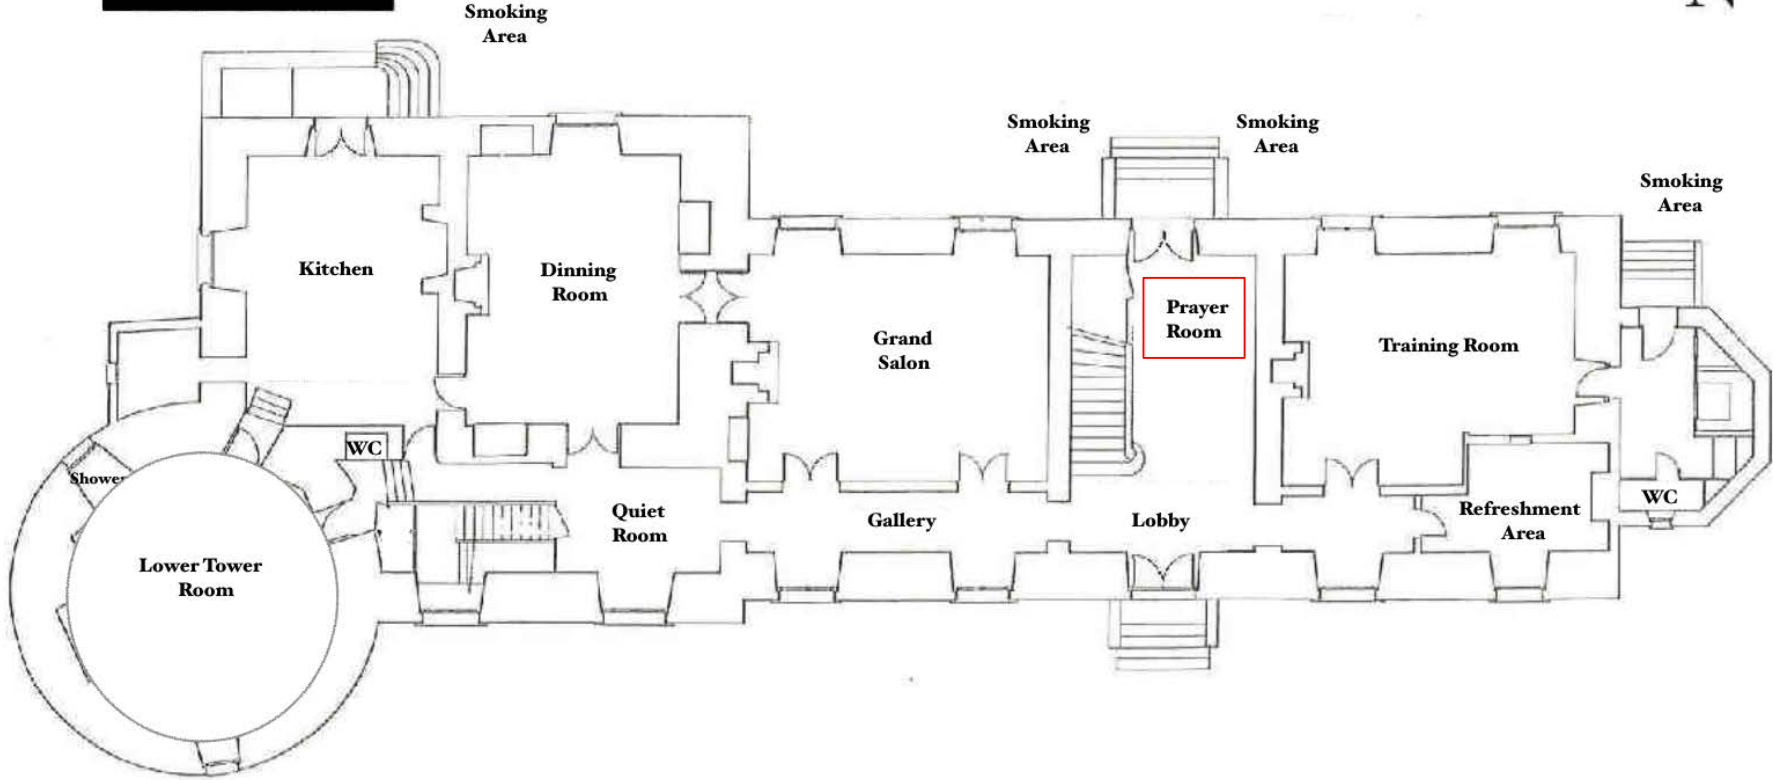 Smoking
Area
Smoking
Area
Smoking
Area
Smoking
Area
Kitchen
Dinning
Room
Grand
Salon
Prayer
Room
Training Room
WC
Shower
Quiet
Room
Gallery
Lobby
Refreshment
Area
WC
Lower Tower
Room